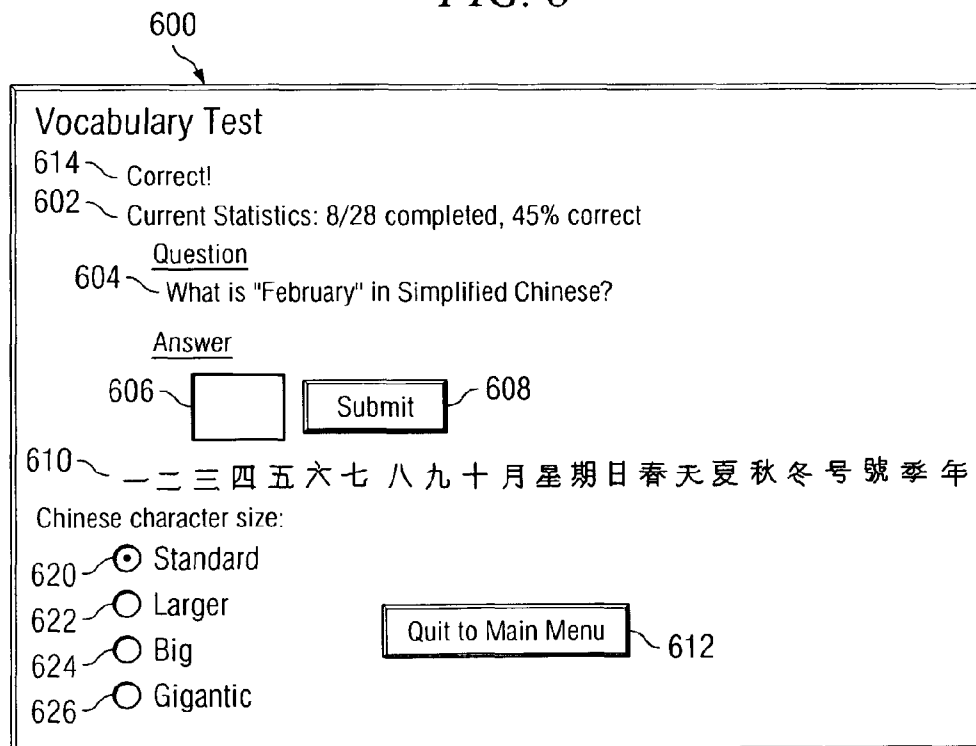 600
Vocabulary Test
614 Correct!
602 Current Statistics: 8/28 completed, 45% correct
Question
604 What is "February" in Simplified Chinese?
Answer
606 Submit 608
610 一 二 三 四 五 六 七 八 九 十 月 星 期 日 春 天 夏 秋 冬 号 號 季 年
Chinese character size:
620 Standard
622 Larger
Quit to Main Menu 612
624 Big
626 Gigantic